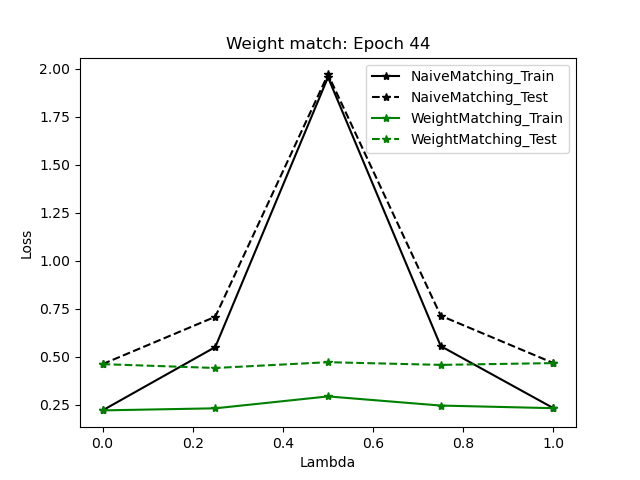 Weight match: Epoch 44
NaiveMatching_Train
NaiveMatching_Test
WeightMatching_Train
WeightMatching_Test
2.00
1.75
1.50
1.25
1.00
0.75
0.50
0.25
Loss
0.0 0.2 0.4 0.6 0.8 1.0
Lambda